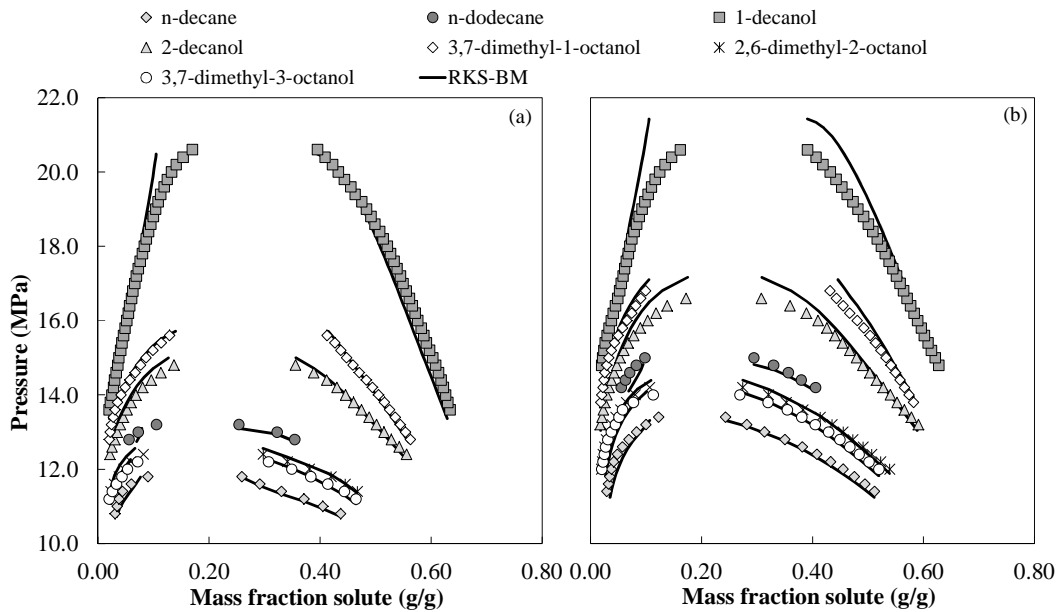 n-decane n-dodecane 1-decanol
2-decanol 3,7-dimethyl-1-octanol 2,6-dimethyl-2-octanol
3,7-dimethyl-3-octanol RKS-BM
Pressure (MPa)
22.0
20.0
18.0
16.0
14.0
12.0
10.0
(a)
(b)
0.00 0.20 0.40 0.60 0.80 0.00 0.20 0.40 0.60 0.80
Mass fraction solute (g/g) Mass fraction solute (g/g)